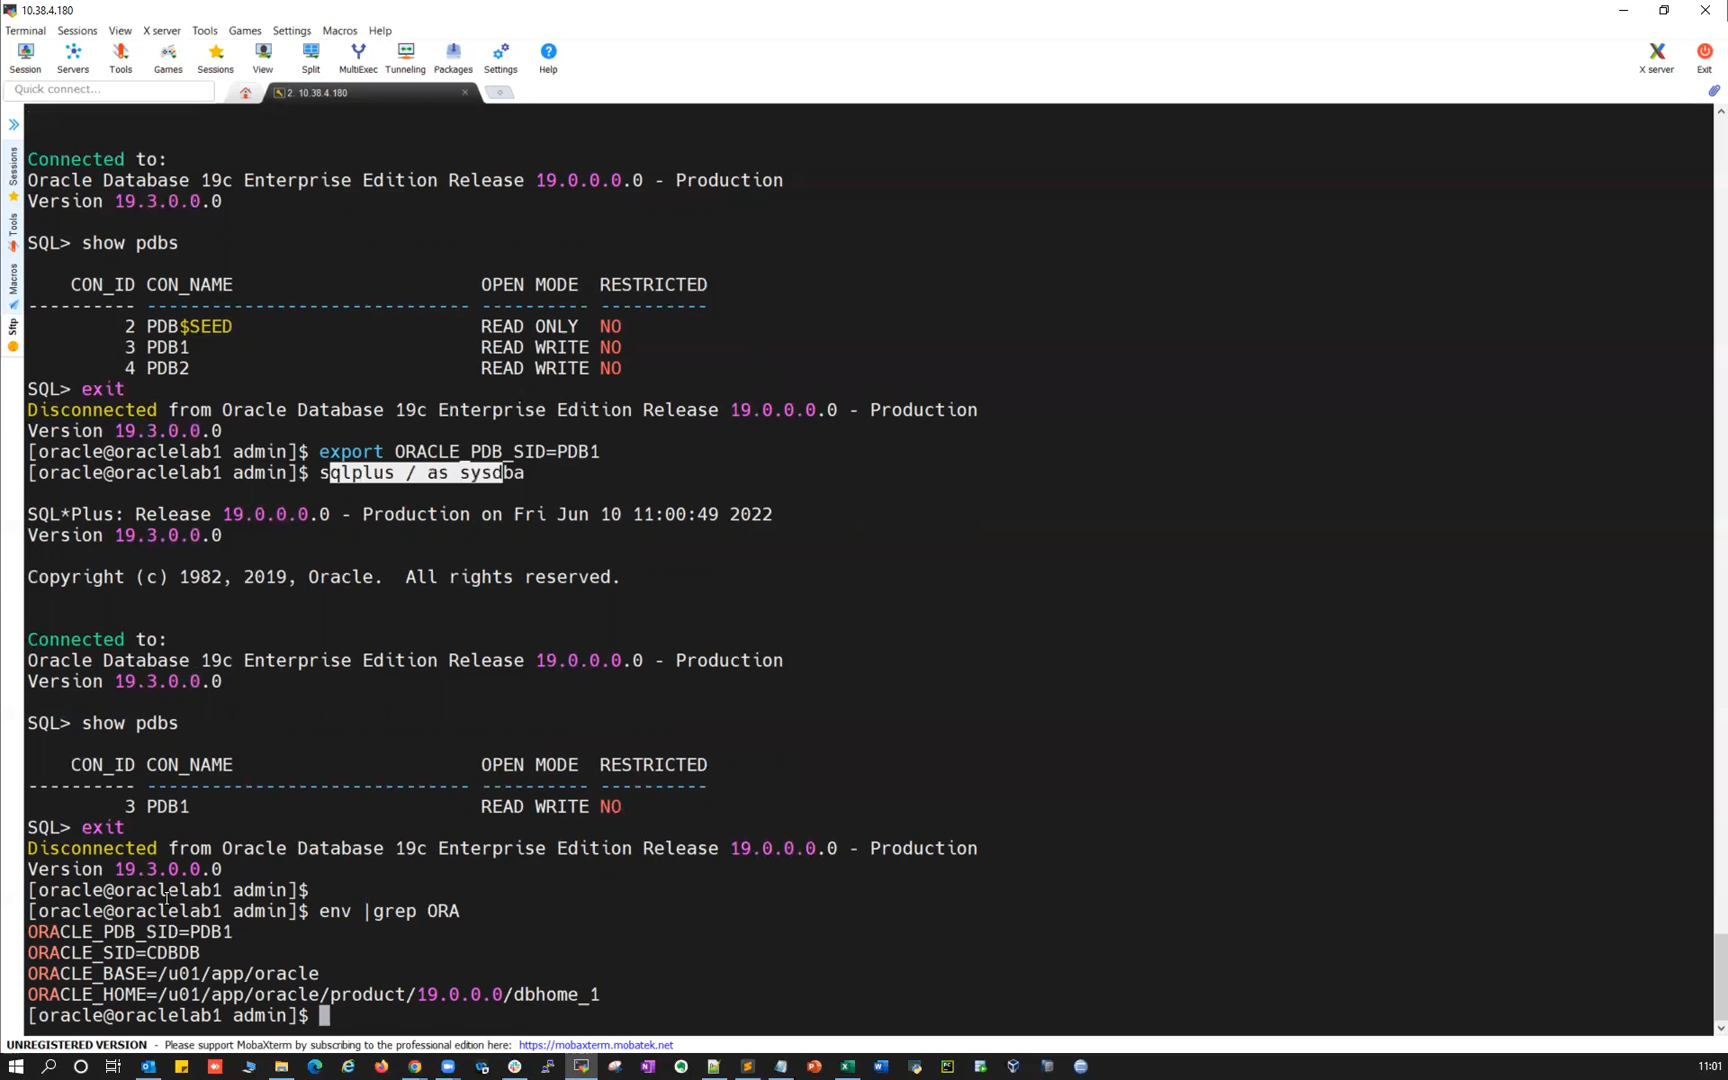 10.38.4.180
Terminal Sessions View X server Tools Games Settings Macros Help
Session Servers Tools Games Sessions View Split MultiExec Tunneling Packages Settings Help X server Exit
Quick connect...
2. 10.38.4.180
Sessions
Tools
Macros
Sftp
Connected to:
Oracle Database 19c Enterprise Edition Release 19.0.0.0.0 - Production
Version 19.3.0.0.0
SQL> show pdbs
CON_ID CON_NAME OPEN MODE RESTRICTED
---------- ------------------------------ ---------- ----------
2 PDB$SEED READ ONLY NO
3 PDB1 READ WRITE NO
4 PDB2 READ WRITE NO
SQL> exit
Disconnected from Oracle Database 19c Enterprise Edition Release 19.0.0.0.0 - Production
Version 19.3.0.0.0
[oracle@oraclelab1 admin]$ export ORACLE_PDB_SID=PDB1
[oracle@oraclelab1 admin]$ sqlplus / as sysdba
SQL*Plus: Release 19.0.0.0.0 - Production on Fri Jun 10 11:00:49 2022
Version 19.3.0.0.0
Copyright (c) 1982, 2019, Oracle. All rights reserved.
Connected to:
Oracle Database 19c Enterprise Edition Release 19.0.0.0.0 - Production
Version 19.3.0.0.0
SQL> show pdbs
CON_ID CON_NAME OPEN MODE RESTRICTED
---------- ------------------------------ ---------- ----------
3 PDB1 READ WRITE NO
SQL> exit
Disconnected from Oracle Database 19c Enterprise Edition Release 19.0.0.0.0 - Production
Version 19.3.0.0.0
[oracle@oraclelab1 admin]$
[oracle@oraclelab1 admin]$ env |grep ORA
ORACLE_PDB_SID=PDB1
ORACLE_SID=CDBDB
ORACLE_BASE=/u01/app/oracle
ORACLE_HOME=/u01/app/oracle/product/19.0.0.0/dbhome_1
[oracle@oraclelab1 admin]$
UNREGISTERED VERSION - Please support MobaXterm by subscribing to the professional edition here: https://mobaxterm.mobatek.net
11:01